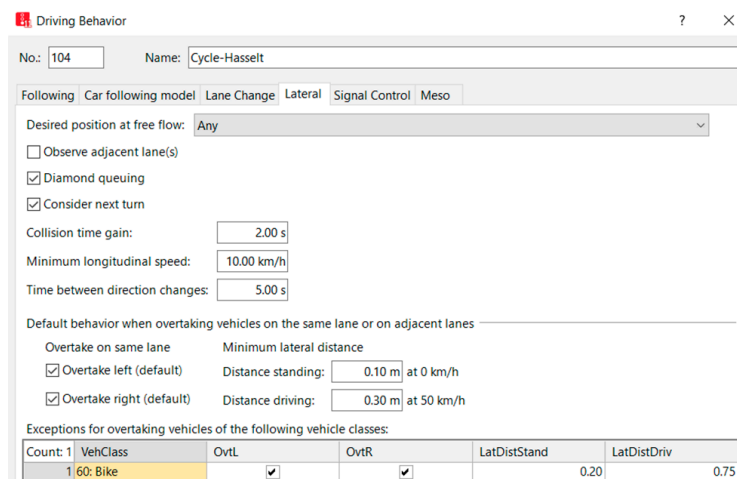 Driving Behavior ? ×
No.: 104 Name: Cycle-Hasselt
Following Car following model Lane Change Lateral Signal Control Meso
Desired position at free flow: Any
Observe adjacent lane(s)
Diamond queuing
Consider next turn
Collision time gain: 2.00 s
Minimum longitudinal speed: 10.00 km/h
Time between direction changes: 5.00 s
Default behavior when overtaking vehicles on the same lane or on adjacent lanes
Overtake on same lane Minimum lateral distance
Overtake left (default) Distance standing: 0.10 m at 0 km/h
Overtake right (default) Distance driving: 0.30 m at 50 km/h
Exceptions for overtaking vehicles of the following vehicle classes:
Count: 1 VehClass OvtL OvtR LatDistStand LatDistDriv
1 60: Bike 0.20 0.75